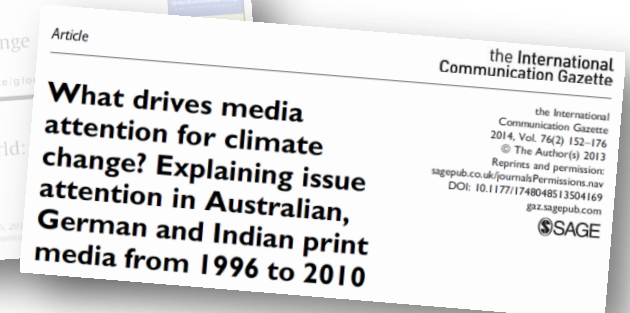 Article
the International
Communication Gazette
What drives media
attention for climate
change? Explaining issue
attention in Australian,
German and Indian print
media from 1996 to 2010
the International
Communication Gazette
2014, Vol. 76(2) 152–176
© The Author(s) 2013
Reprints and permission:
sagepub.co.uk/journalsPermissions.nav
DOI: 10.1177/1748048513504169
gaz.sagepub.com
SAGE